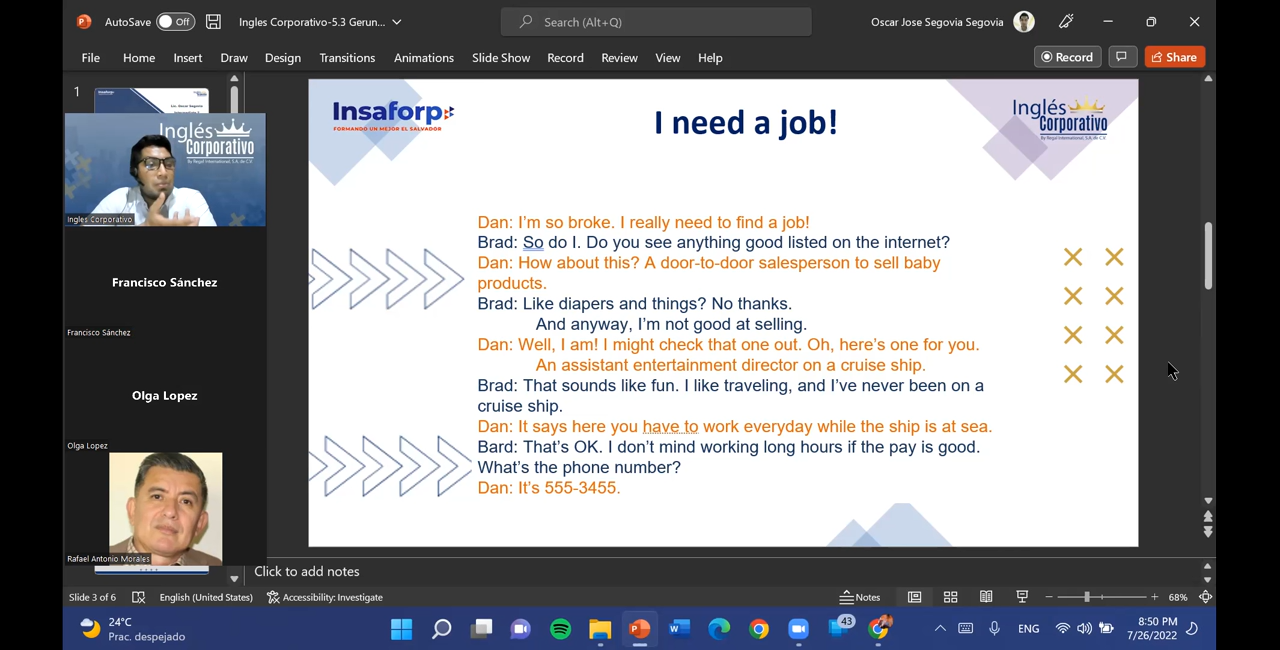 AutoSave
Off
Ingles Corporativo-5.3 Gerun...
Search (Alt+Q)
Oscar Jose Segovia Segovia
File
Home
Insert
Draw
Design
Transitions
Animations
Slide Show
Record
Review
View
Help
Record
Share
1
Inglés
Corporativo
Ingles Corporativo
Francisco Sánchez
Francisco Sánchez
Olga Lopez
Olga Lopez
Rafael Antonio Morales
Insaforp
FORMANDO UN MEJOR EL SALVADOR
I need a job!
Inglés
Corporativo
By Regal International, S.A. de C.V.
Dan: I'm so broke. I really need to find a job!
Brad: So do I. Do you see anything good listed on the internet?
Dan: How about this? A door-to-door salesperson to sell baby
products.
Brad: Like diapers and things? No thanks.
And anyway, I'm not good at selling.
Dan: Well, I am! I might check that one out. Oh, here's one for you.
An assistant entertainment director on a cruise ship.
Brad: That sounds like fun. I like traveling, and I've never been on a
cruise ship.
Dan: It says here you have to work everyday while the ship is at sea.
Bard: That's OK. I don't mind working long hours if the pay is good.
What's the phone number?
Dan: It's 555-3455.
Click to add notes
Slide 3 of 6
English (United States)
Accessibility: Investigate
Notes
68%
24°C
Prac. despejado
43
ENG
8:50 PM
7/26/2022